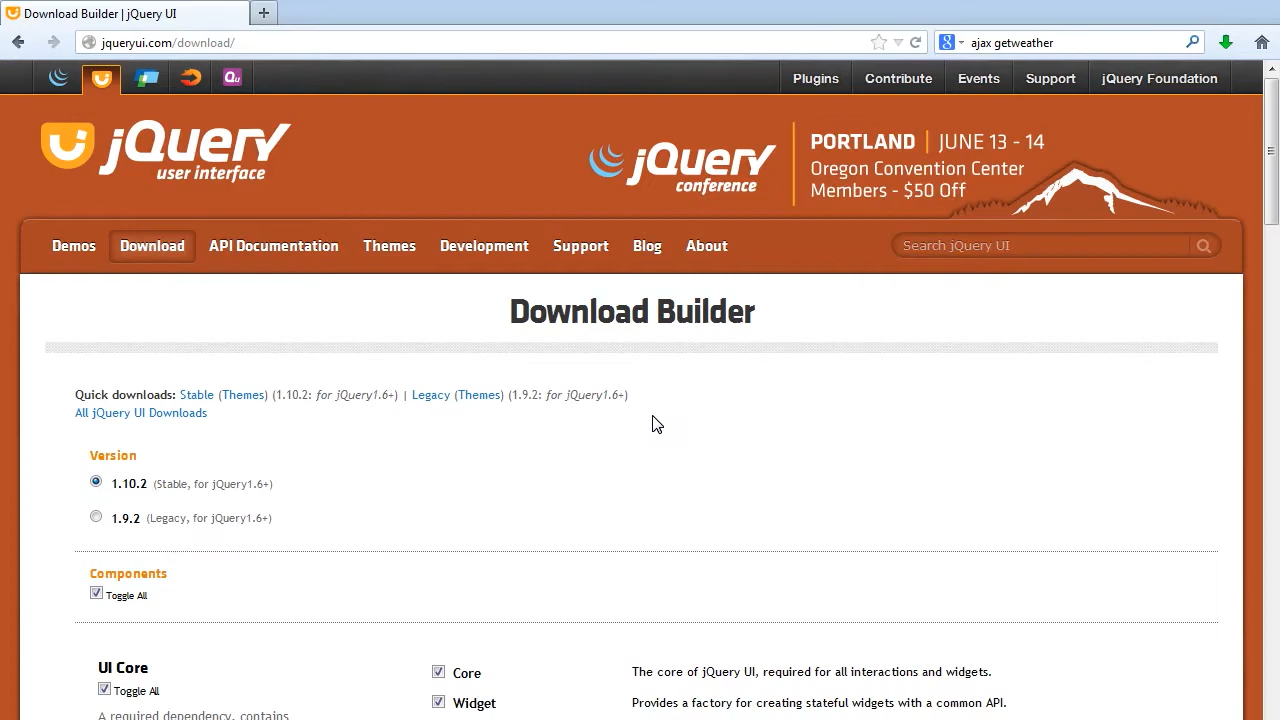 Download Builder | jQuery UI
jqueryui.com/download/
ajax getweather
Plugins
Contribute
Events
Support
jQuery Foundation
jQuery
user interface
jQuery
conference
PORTLAND | JUNE 13 - 14
Oregon Convention Center
Members - $50 Off
Demos
Download
API Documentation
Themes
Development
Support
Blog
About
Search jQuery UI
Download Builder
Quick downloads: Stable (Themes) (1.10.2: for jQuery1.6+) | Legacy (Themes) (1.9.2: for jQuery1.6+)
All jQuery UI Downloads
Version
1.10.2 (Stable, for jQuery1.6+)
1.9.2 (Legacy, for jQuery1.6+)
Components
Toggle All
UI Core
Toggle All
A required dependency, contains
Core
The core of jQuery UI, required for all interactions and widgets.
Widget
Provides a factory for creating stateful widgets with a common API.